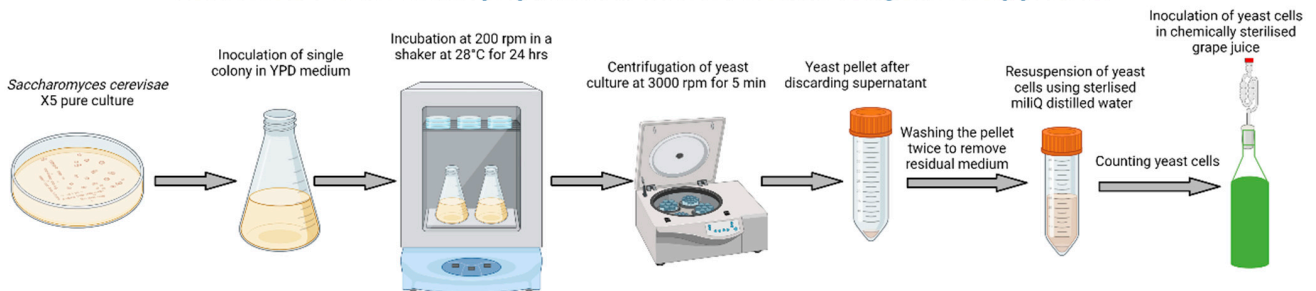 Saccharomyces cerevisae
X5 pure culture
Inoculation of single
colony in YPD medium
Incubation at 200 rpm in a
shaker at 28°C for 24 hrs
Centrifugation of yeast
culture at 3000 rpm for 5 min
Yeast pellet after
discarding supernatant
Washing the pellet
twice to remove
residual medium
Resuspension of yeast
cells using sterilised
miliQ distilled water
Counting yeast cells
Inoculation of yeast cells
in chemically sterilised
grape juice